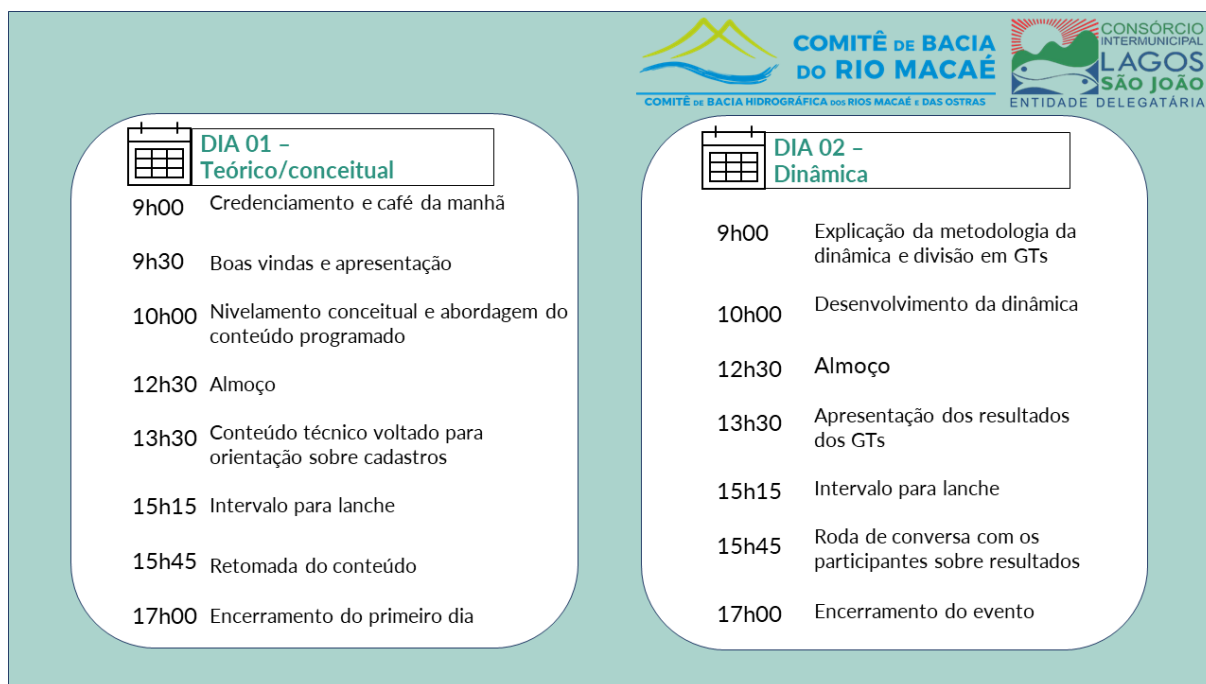 COMITÊ DE BACIA
DO RIO MACAÉ
COMITÊ DE BACIA HIDROGRÁFICA DOS RIOS MACAÉ E DAS OSTRAS
CONSÓRCIO
INTERMUNICIPAL
LAGOS
SÃO JOÃO
ENTIDADE DELEGATÁRIA
DIA 01 –
Teórico/conceitual
9h00 Credenciamento e café da manhã
9h30 Boas vindas e apresentação
10h00 Nivelamento conceitual e abordagem do
conteúdo programado
12h30 Almoço
13h30 Conteúdo técnico voltado para
orientação sobre cadastros
15h15 Intervalo para lanche
15h45 Retomada do conteúdo
17h00 Encerramento do primeiro dia
DIA 02 –
Dinâmica
9h00 Explicação da metodologia da
dinâmica e divisão em GTs
10h00 Desenvolvimento da dinâmica
12h30 Almoço
13h30 Apresentação dos resultados
dos GTs
15h15 Intervalo para lanche
15h45 Roda de conversa com os
participantes sobre resultados
17h00 Encerramento do evento